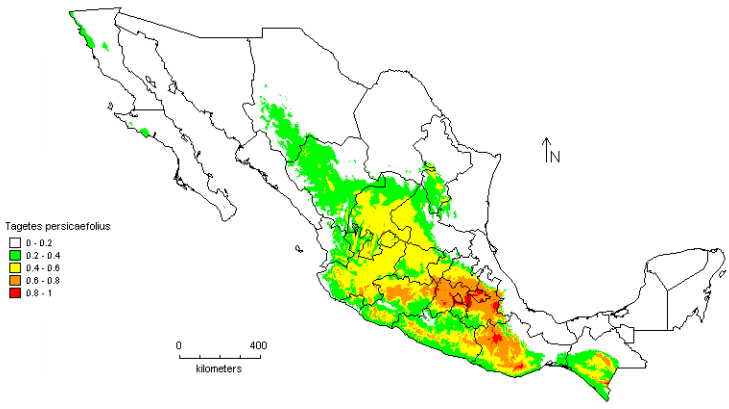 N
Tagetes persicaefolius
0 - 0.2
0.2 - 0.4
0.4 - 0.6
0.6 - 0.8
0.8 - 1
0 400
kilometers